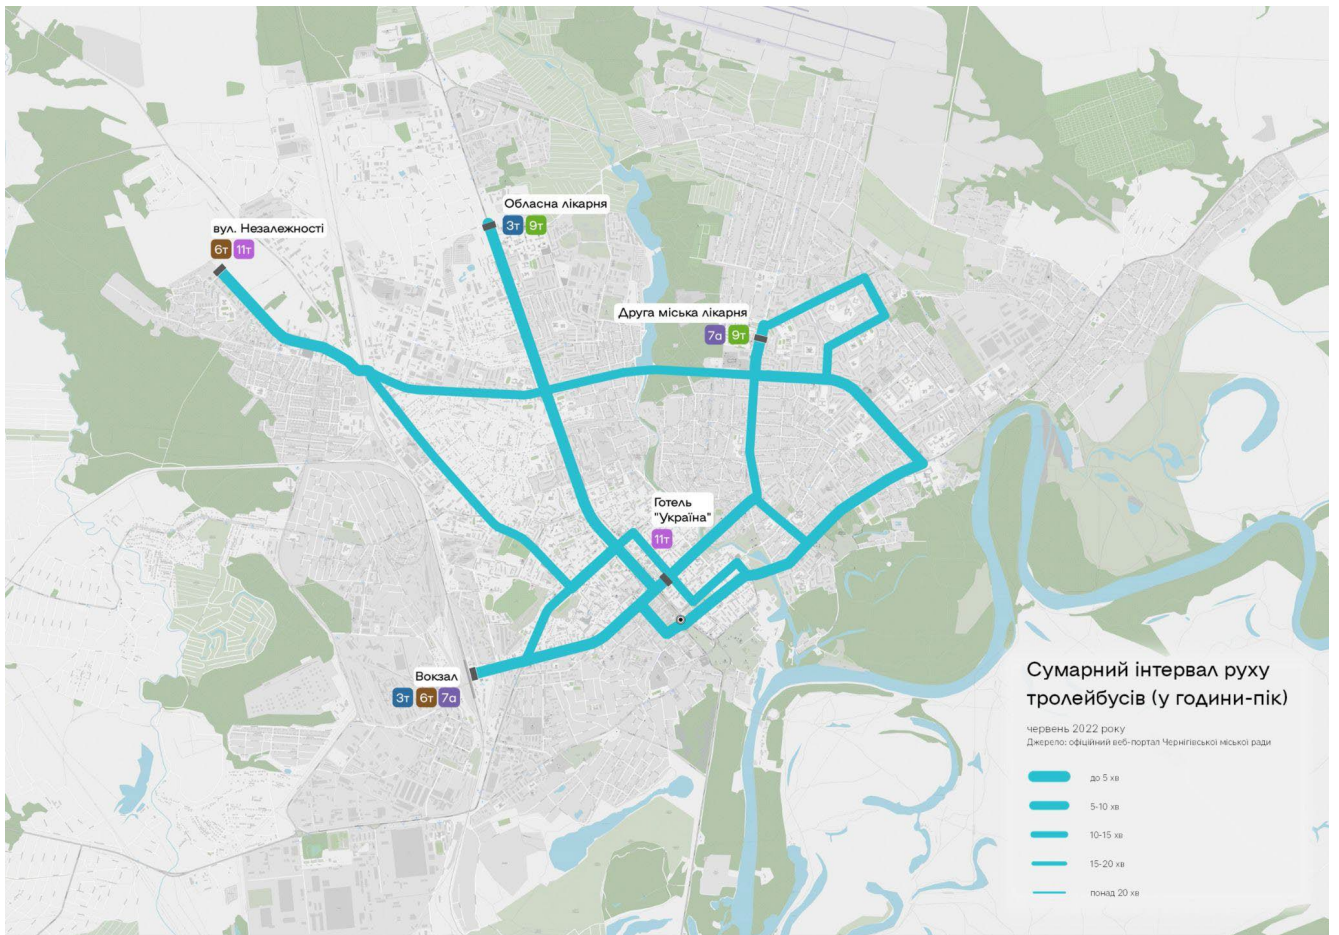 Обласна лікарня
3т 9т
вул. Незалежності
6т 11т
Друга міська лікарня
7а 9т
Готель
"Україна"
11т
Вокзал
3т 6т 7а
Сумарний інтервал руху
тролейбусів (у години-пік)
червень 2022 року
Джерело: офіційний веб-портал Чернігівської міської ради
до 5 хв
5-10 хв
10-15 хв
15-20 хв
понад 20 хв